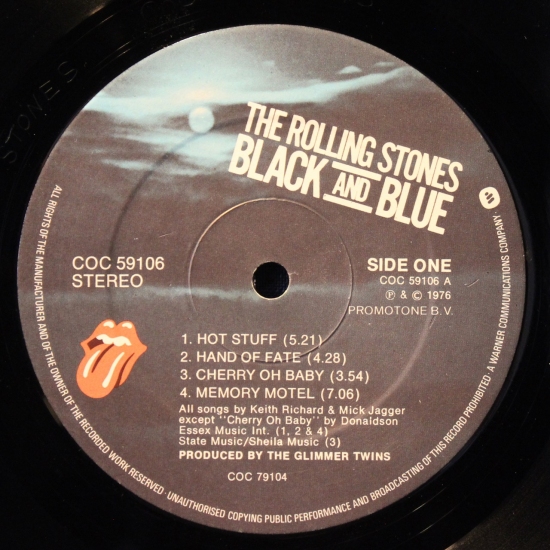 STONES
THE ROLLING STONES
BLACK AND BLUE
COC 59106
STEREO
SIDE ONE
COC 59106 A
℗ & © 1976
PROMOTONE B.V.
1. HOT STUFF (5.21)
2. HAND OF FATE (4.28)
3. CHERRY OH BABY (3.54)
4. MEMORY MOTEL (7.06)
All songs by Keith Richard & Mick Jagger
except ''Cherry Oh Baby'' by Donaldson
Essex Music Int. (1, 2 & 4)
State Music/Sheila Music (3)
PRODUCED BY THE GLIMMER TWINS
COC 79104
ALL RIGHTS OF THE MANUFACTURER AND OF THE OWNER OF THE RECORDED WORK RESERVED · UNAUTHORISED COPYING PUBLIC PERFORMANCE AND BROADCASTING OF THIS RECORD PROHIBITED · A WARNER COMMUNICATIONS COMPANY ·